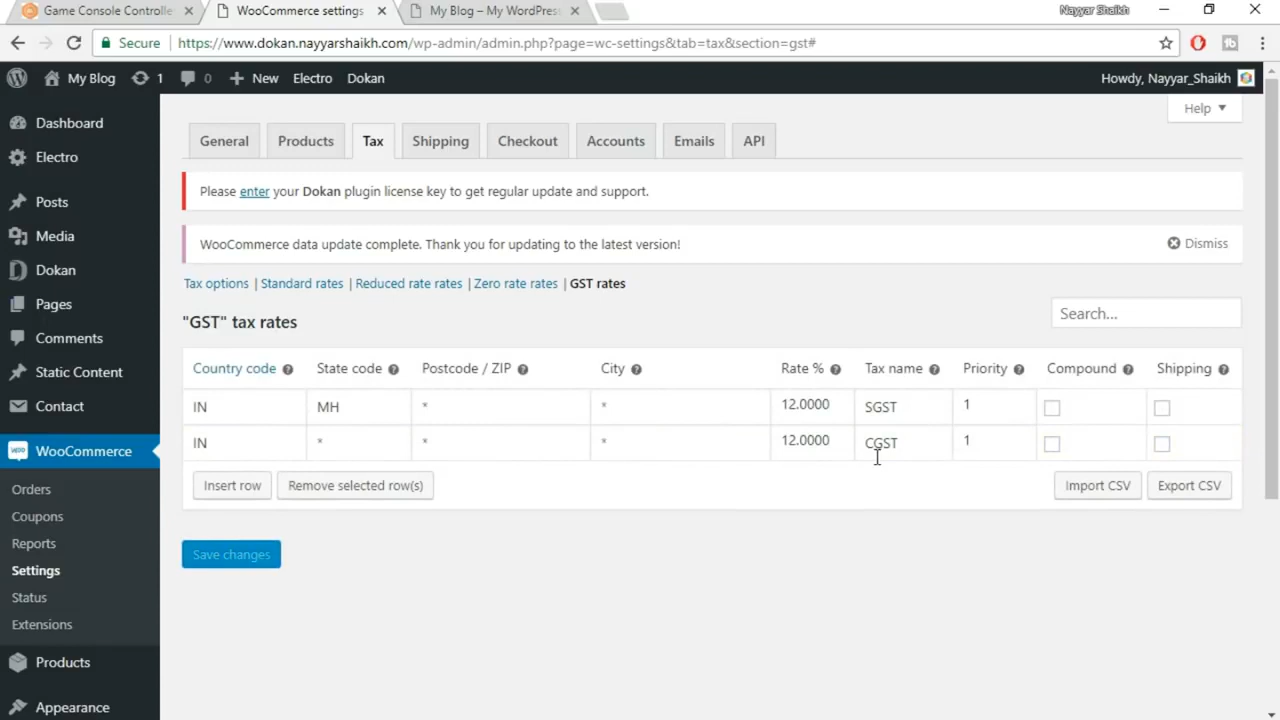 Game Console Controlle
WooCommerce settings
My Blog – My WordPres
Nayyar Shaikh
Secure
https://www.dokan.nayyarshaikh.com/wp-admin/admin.php?page=wc-settings&tab=tax&section=gst#
My Blog
1
0
New
Electro
Dokan
Howdy, Nayyar_Shaikh
Help
Dashboard
Electro
Posts
Media
Dokan
Pages
Comments
Static Content
Contact
WooCommerce
Orders
Coupons
Reports
Settings
Status
Extensions
Products
Appearance
General
Products
Tax
Shipping
Checkout
Accounts
Emails
API
Please enter your Dokan plugin license key to get regular update and support.
WooCommerce data update complete. Thank you for updating to the latest version!
Dismiss
Tax options | Standard rates | Reduced rate rates | Zero rate rates | GST rates
"GST" tax rates
Search...
Country code State code Postcode / ZIP City Rate % Tax name Priority Compound Shipping
IN MH * * 12.0000 SGST 1
IN * * * 12.0000 CGST 1
Insert row Remove selected row(s) Import CSV Export CSV
Save changes